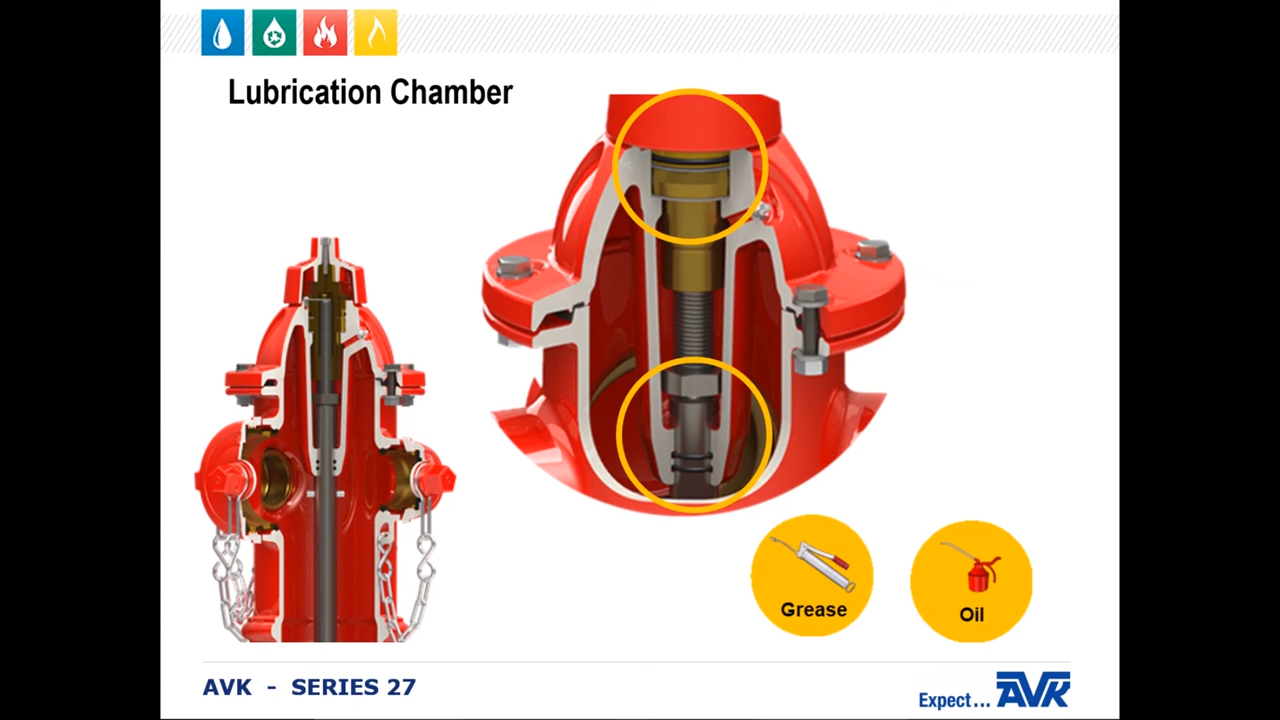 Lubrication Chamber
Grease
Oil
AVK - SERIES 27
Expect... AVK